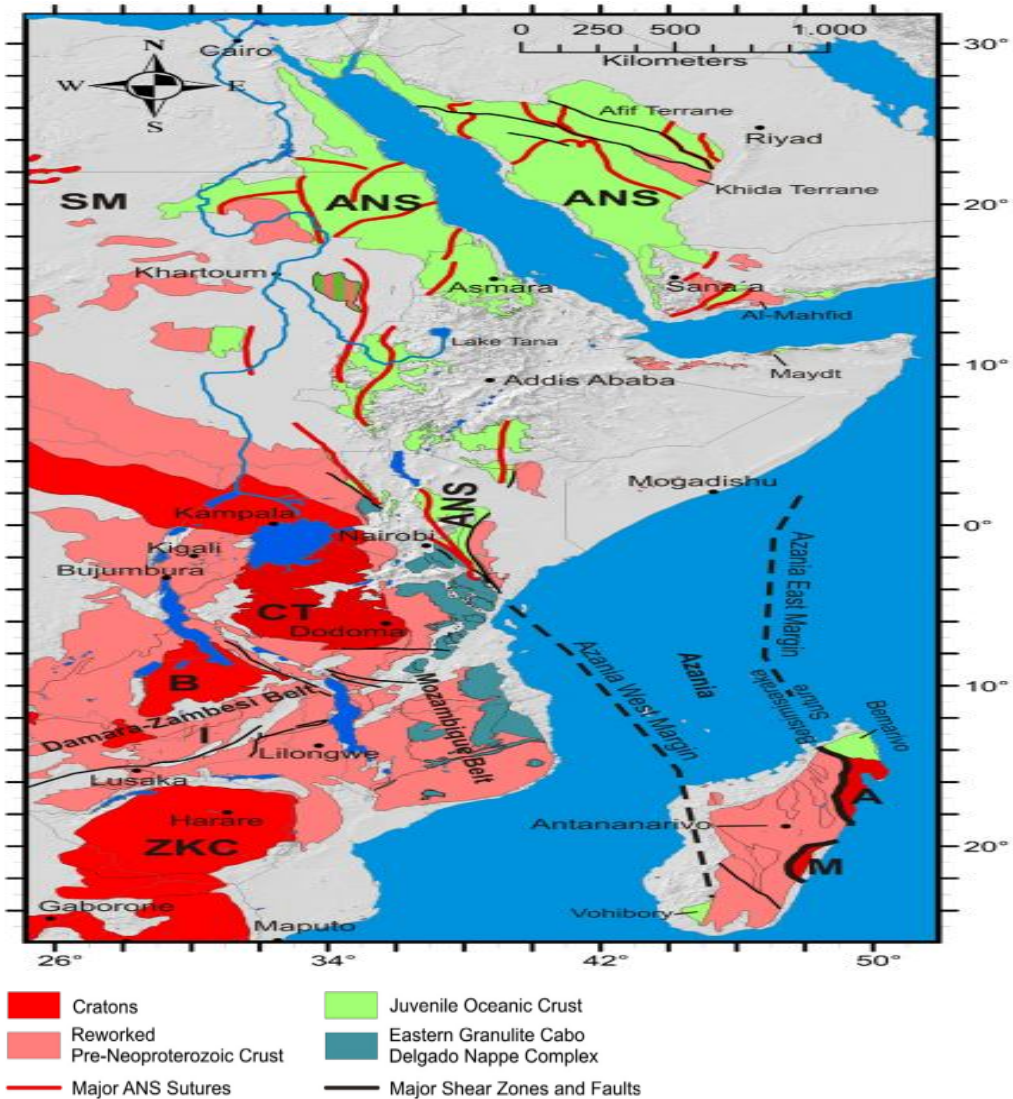 0 500 1.000
Kilometers
N
W E
S
Cairo
30°
Afif Terrane
Riyad
Khida Terrane
SM
ANS
ANS
20°
Khartoum
Asmara
Sana'a
Al-Mahfid
Lake Tana
10°
Maydt
Addis Ababa
Mogadishu
ANS
Kampala
0°
Nairobi
Kigali
Bujumbura
Azania East Margin
CT
Dodoma
Azania West Margin
Azania
B
Betsimisaraka
Suture
10°
Damara-Zambesi Belt
Mozambique Belt
Bemarivo
I
Lilongwe
Lusaka
A
Harare
Antananarivo
ZKC
20°
M
Gaborone
Vohibory
Maputo
26° 34° 42° 50°
Cratons
Reworked
Pre-Neoproterozoic Crust
Major ANS Sutures
Juvenile Oceanic Crust
Eastern Granulite Cabo
Delgado Nappe Complex
Major Shear Zones and Faults